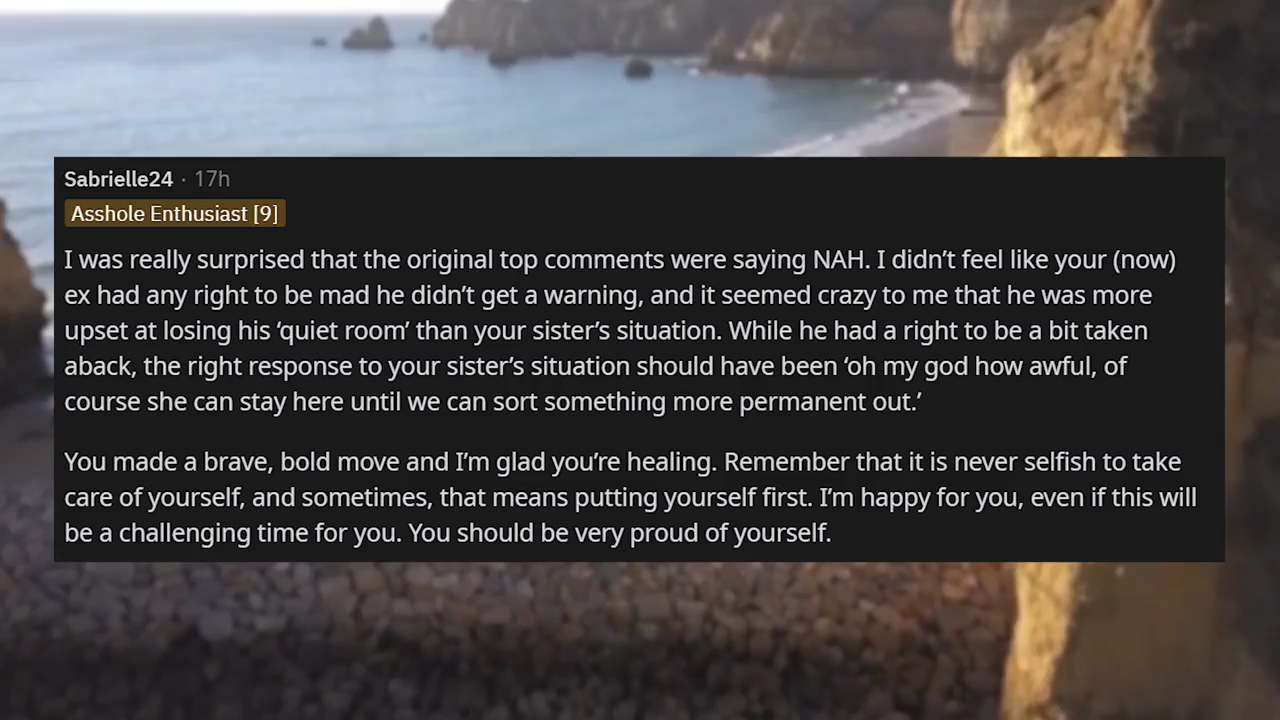 Sabrielle24 · 17h
Asshole Enthusiast [9]
I was really surprised that the original top comments were saying NAH. I didn’t feel like your (now)
ex had any right to be mad he didn’t get a warning, and it seemed crazy to me that he was more
upset at losing his ‘quiet room’ than your sister’s situation. While he had a right to be a bit taken
aback, the right response to your sister’s situation should have been ‘oh my god how awful, of
course she can stay here until we can sort something more permanent out.’
You made a brave, bold move and I’m glad you’re healing. Remember that it is never selfish to take
care of yourself, and sometimes, that means putting yourself first. I’m happy for you, even if this will
be a challenging time for you. You should be very proud of yourself.